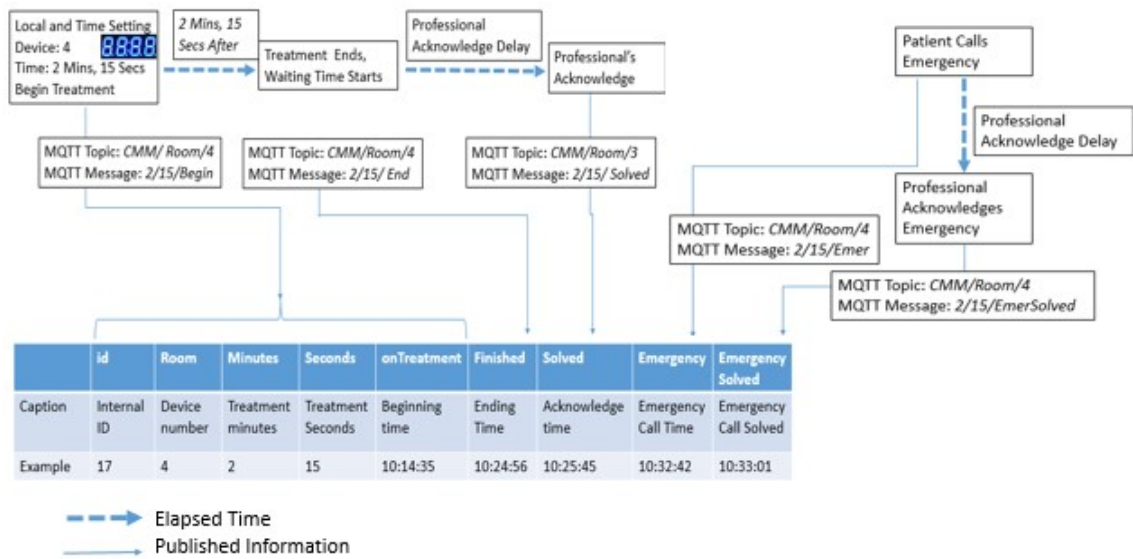 Local and Time Setting
Device: 4
8888
Time: 2 Mins, 15 Secs
Begin Treatment
2 Mins, 15
Secs After
Treatment Ends,
Waiting Time Starts
Professional
Acknowledge Delay
Professional's
Acknowledge
Patient Calls
Emergency
Professional
Acknowledge Delay
Professional
Acknowledges
Emergency
MQTT Topic: CMM/ Room/4
MQTT Message: 2/15/Begin
MQTT Topic: CMM/Room/4
MQTT Message: 2/15/ End
MQTT Topic: CMM/Room/3
MQTT Message: 2/15/ Solved
MQTT Topic: CMM/Room/4
MQTT Message: 2/15/Emer
MQTT Topic: CMM/Room/4
MQTT Message: 2/15/EmerSolved
id Room Minutes Seconds onTreatment Finished Solved Emergency Emergency
Solved
Caption Internal Device Treatment Treatment Beginning Ending Acknowledge Emergency Emergency
ID number minutes Seconds time Time time Call Time Call Solved
Example 17 4 2 15 10:14:35 10:24:56 10:25:45 10:32:42 10:33:01
Elapsed Time
Published Information